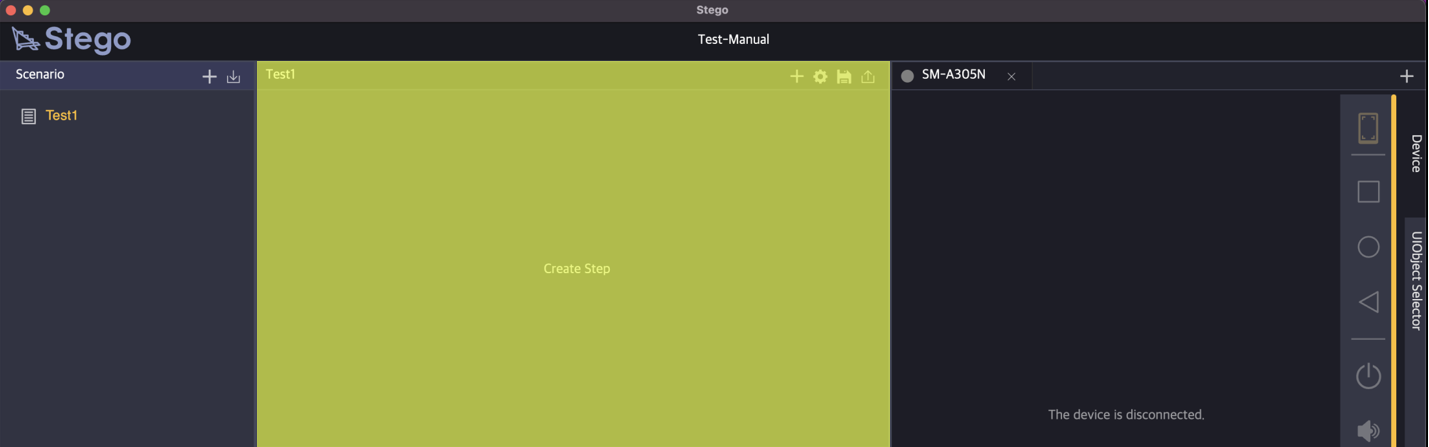 Stego
Stego
Test-Manual
Scenario
Test1
Test1
Create Step
SM-A305N
The device is disconnected.
Device
UIObject Selector